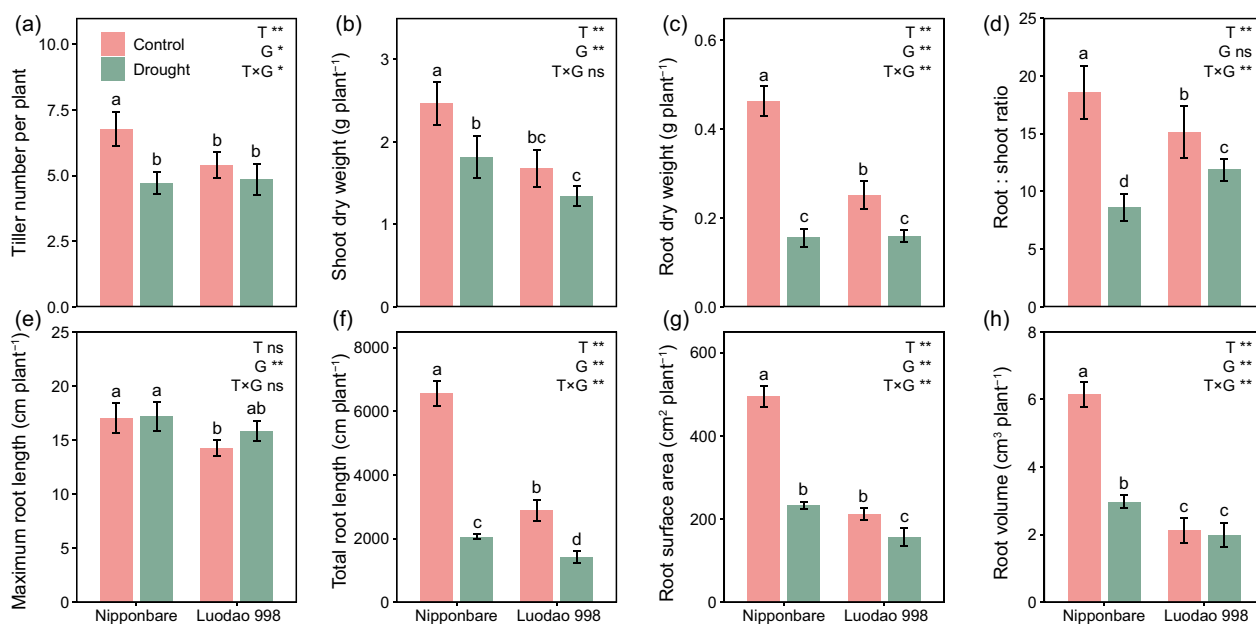 (a)
Tiller number per plant
10.0
7.5
5.0
2.5
0.0
Control
Drought
T **
G *
T×G *
a
b
b
b
(b)
Shoot dry weight (g plant⁻¹)
3
2
1
0
T **
G **
T×G ns
a
b
bc
c
(c)
Root dry weight (g plant⁻¹)
0.6
0.4
0.2
0.0
T **
G **
T×G **
a
c
b
c
(d)
Root : shoot ratio
25
20
15
10
5
0
T **
G ns
T×G **
a
d
b
c
(e)
Maximum root length (cm plant⁻¹)
25
20
15
10
5
0
T ns
G **
T×G ns
a
a
b
ab
Nipponbare
Luodao 998
(f)
Total root length (cm plant⁻¹)
8000
6000
4000
2000
0
T **
G **
T×G **
a
c
b
d
Nipponbare
Luodao 998
(g)
Root surface area (cm² plant⁻¹)
600
400
200
0
T **
G **
T×G **
a
b
b
c
Nipponbare
Luodao 998
(h)
Root volume (cm³ plant⁻¹)
8
6
4
2
0
T **
G **
T×G **
a
b
c
c
Nipponbare
Luodao 998